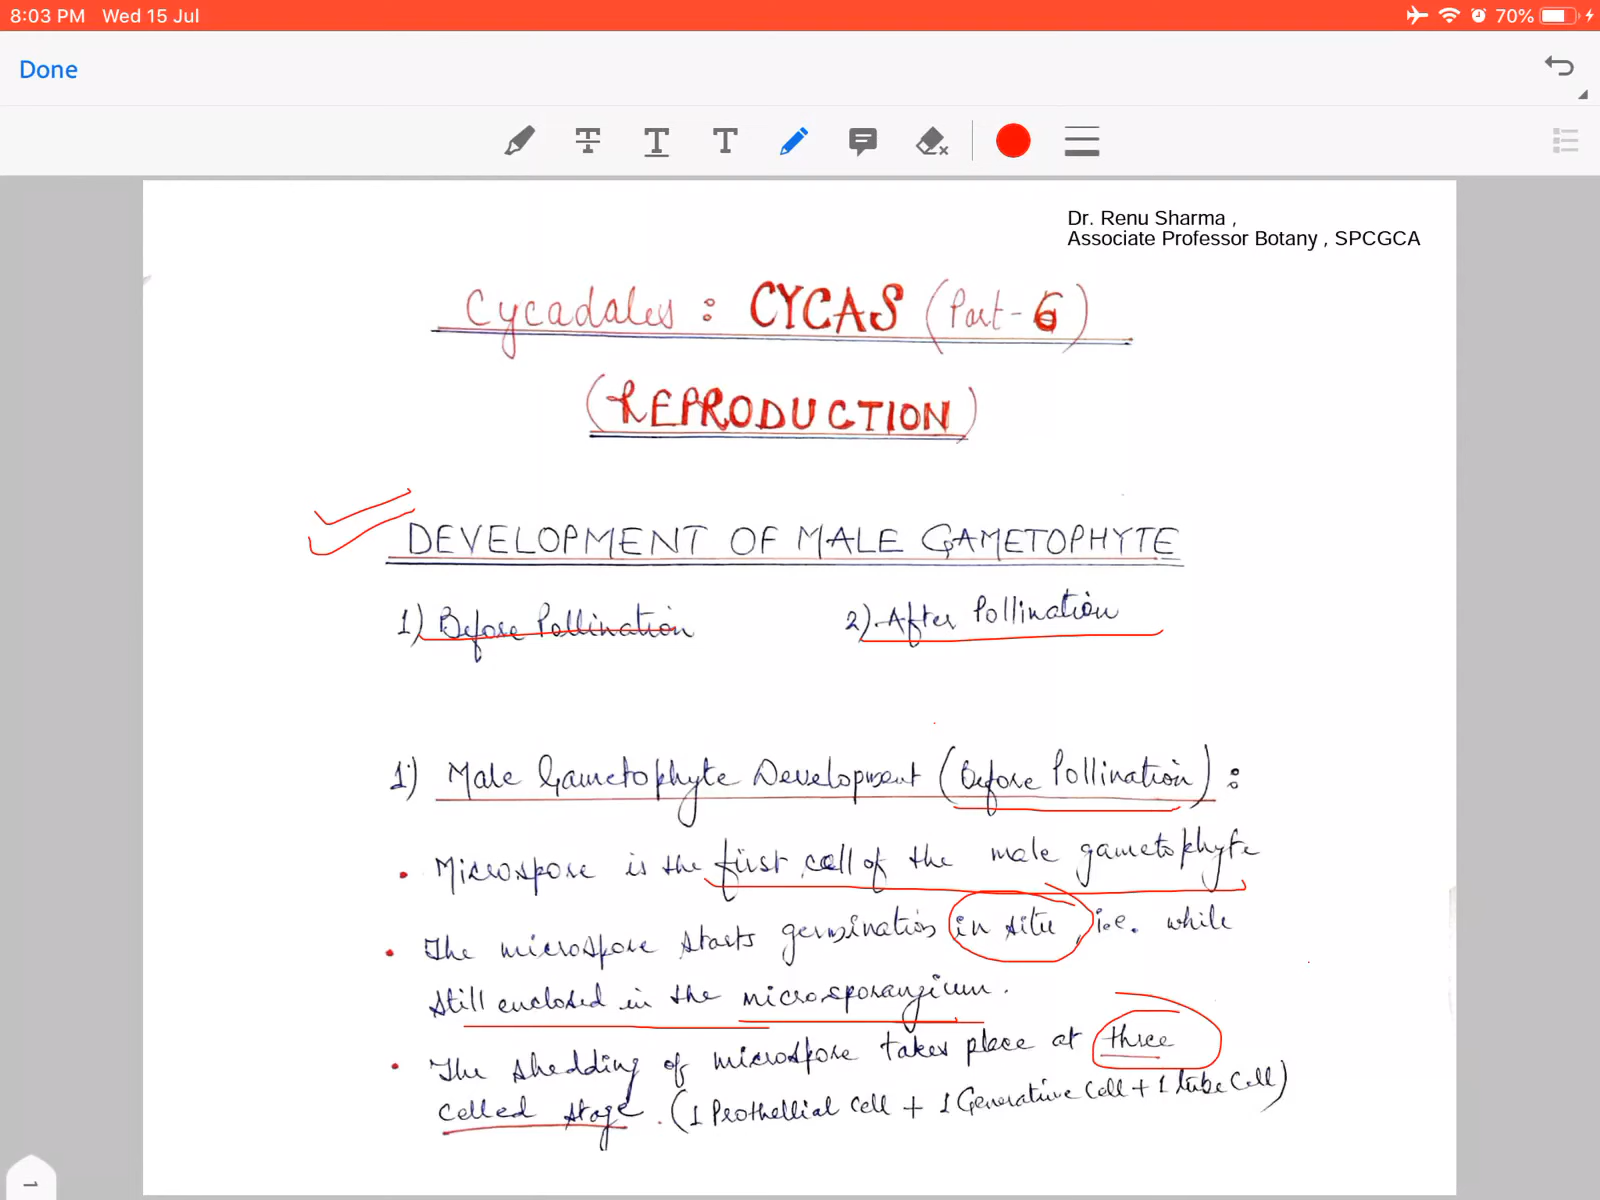 8:03 PM Wed 15 Jul
70%
Done
Dr. Renu Sharma ,
Associate Professor Botany , SPCGCA
Cycadales : CYCAS (Part-6)
(REPRODUCTION)
DEVELOPMENT OF MALE GAMETOPHYTE
1) Before Pollination 2) After Pollination
1) Male Gametophyte Development (Before Pollination) :
• Microspore is the first cell of the male gametophyte
• The microspore starts germination in situ, i.e. while
still enclosed in the microsporangium.
• The shedding of microspore takes place at three
celled stage. (1 Prothellial cell + 1 Generative cell + 1 tube cell)
1